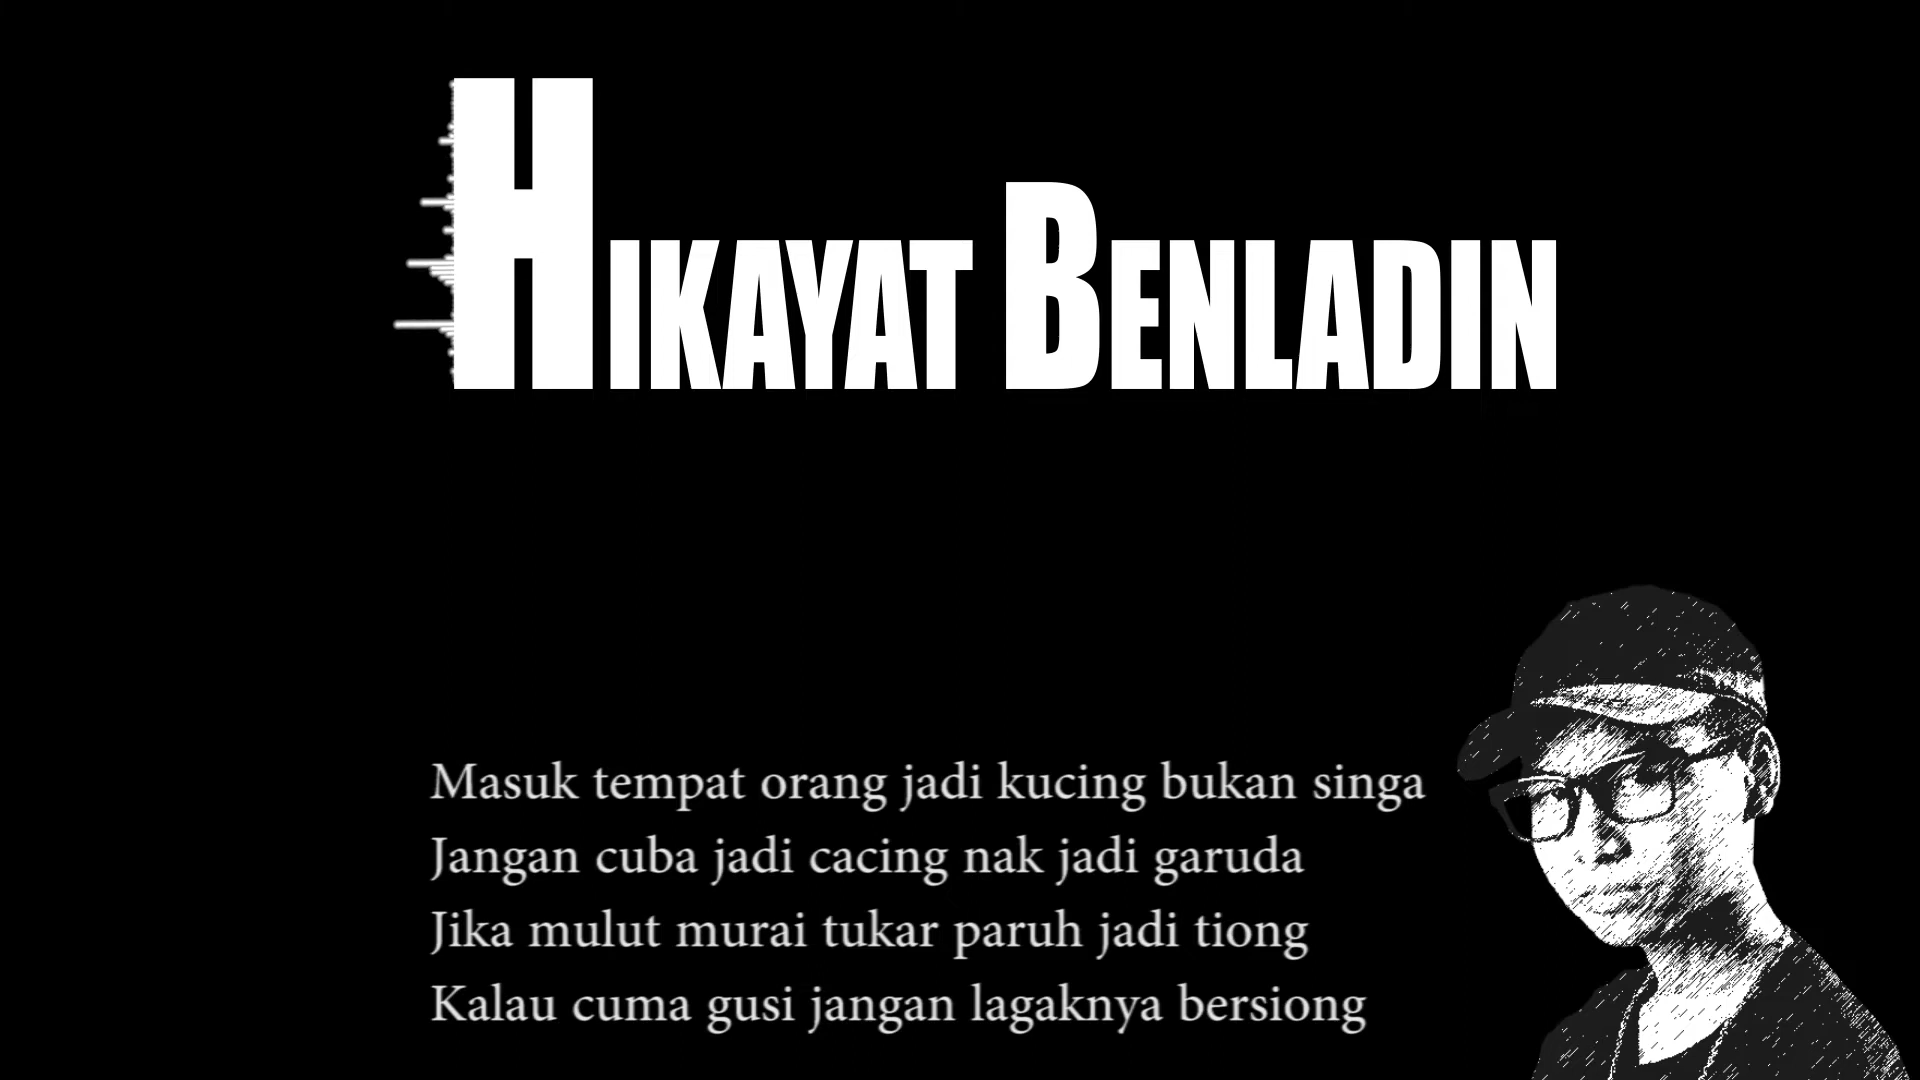 HIKAYAT BENLADIN
Masuk tempat orang jadi kucing bukan singa
Jangan cuba jadi cacing nak jadi garuda
Jika mulut murai tukar paruh jadi tiong
Kalau cuma gusi jangan lagaknya bersiong